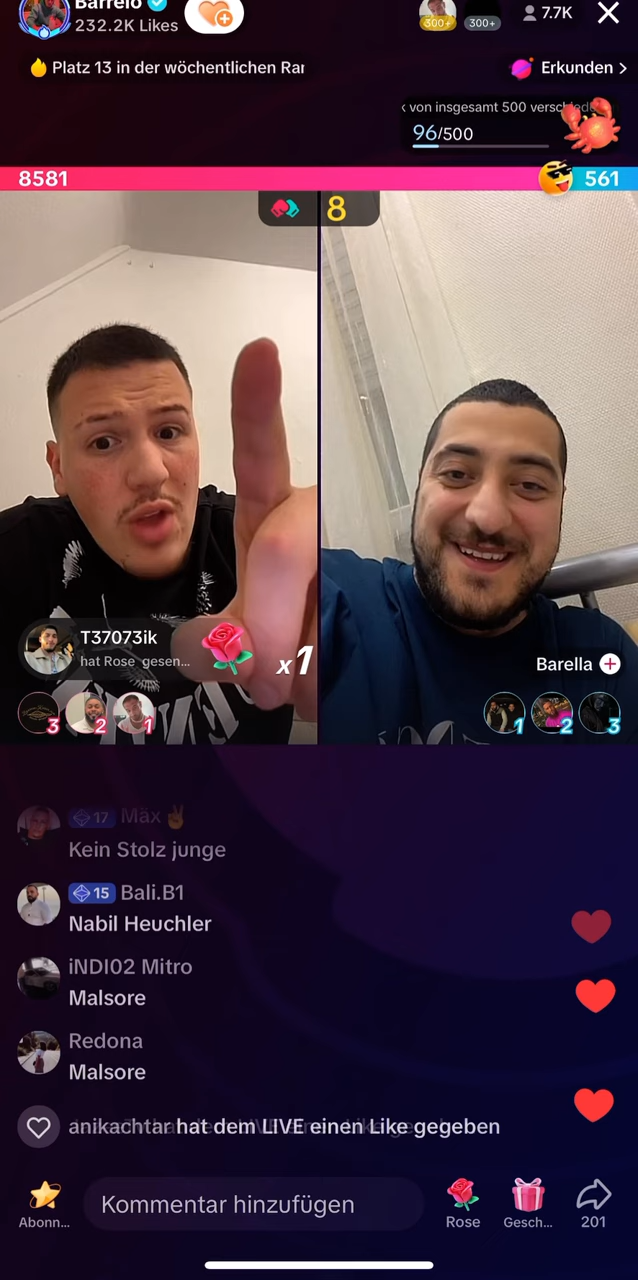 Barrelo
232.2K Likes
300+
300+
7.7K
Platz 13 in der wöchentlichen Rar
Erkunden >
‹ von insgesamt 500 verschiede
96/500
8581
561
8
T37073ik
hat Rose gesen...
x1
Barella
3
2
1
1
2
3
17 Mäx✌️
Kein Stolz junge
15 Bali.B1
Nabil Heuchler
iNDI02 Mitro
Malsore
Redona
Malsore
anikachtar hat dem LIVE einen Like gegeben
Abonn...
Kommentar hinzufügen
Rose
Gesch...
201